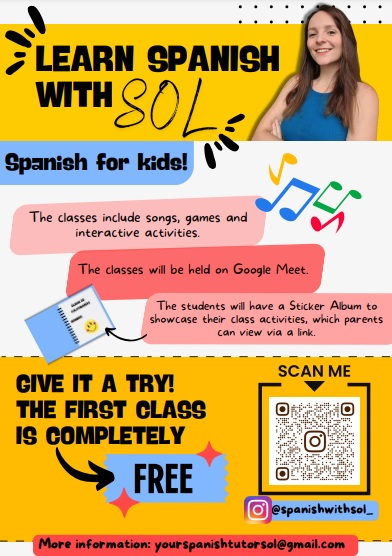 LEARN SPANISH
WITH SOL
Spanish for kids!
The classes include songs, games and
interactive activities.
The classes will be held on Google Meet.
The students will have a Sticker Album to
showcase their class activities, which parents
can view via a link.
GIVE IT A TRY!
THE FIRST CLASS
IS COMPLETELY
FREE
SCAN ME
@spanishwithsol_
More information: yourspanishtutorsol@gmail.com